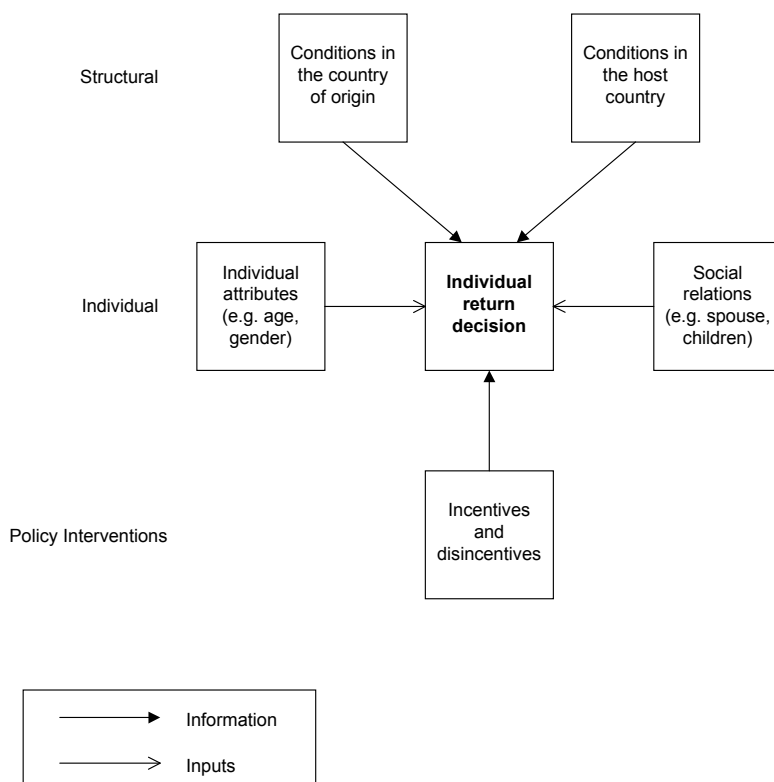 Structural
Conditions in
the country
of origin
Conditions in
the host
country
Individual
Individual
attributes
(e.g. age,
gender)
Individual
return
decision
Social
relations
(e.g. spouse,
children)
Policy Interventions
Incentives
and
disincentives
Information
Inputs